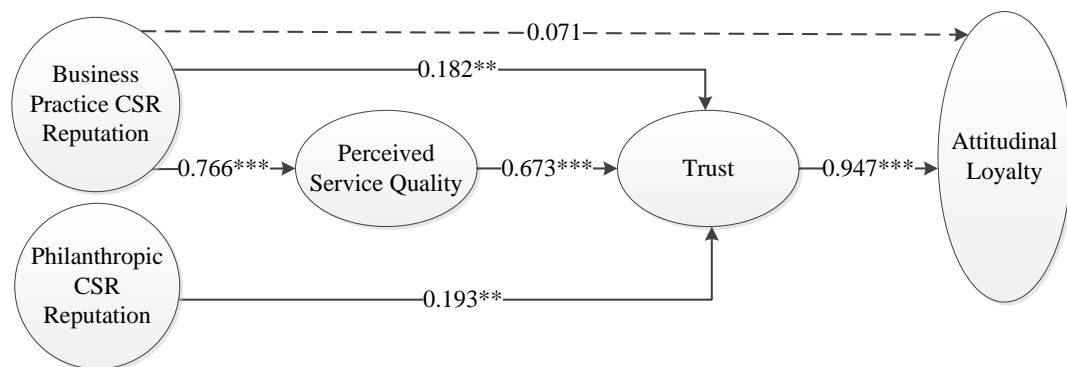 0.071
Business
Practice CSR
Reputation
0.182**
0.766***
Perceived
Service Quality
0.673***
Trust
0.947***
Attitudinal
Loyalty
Philanthropic
CSR
Reputation
0.193**